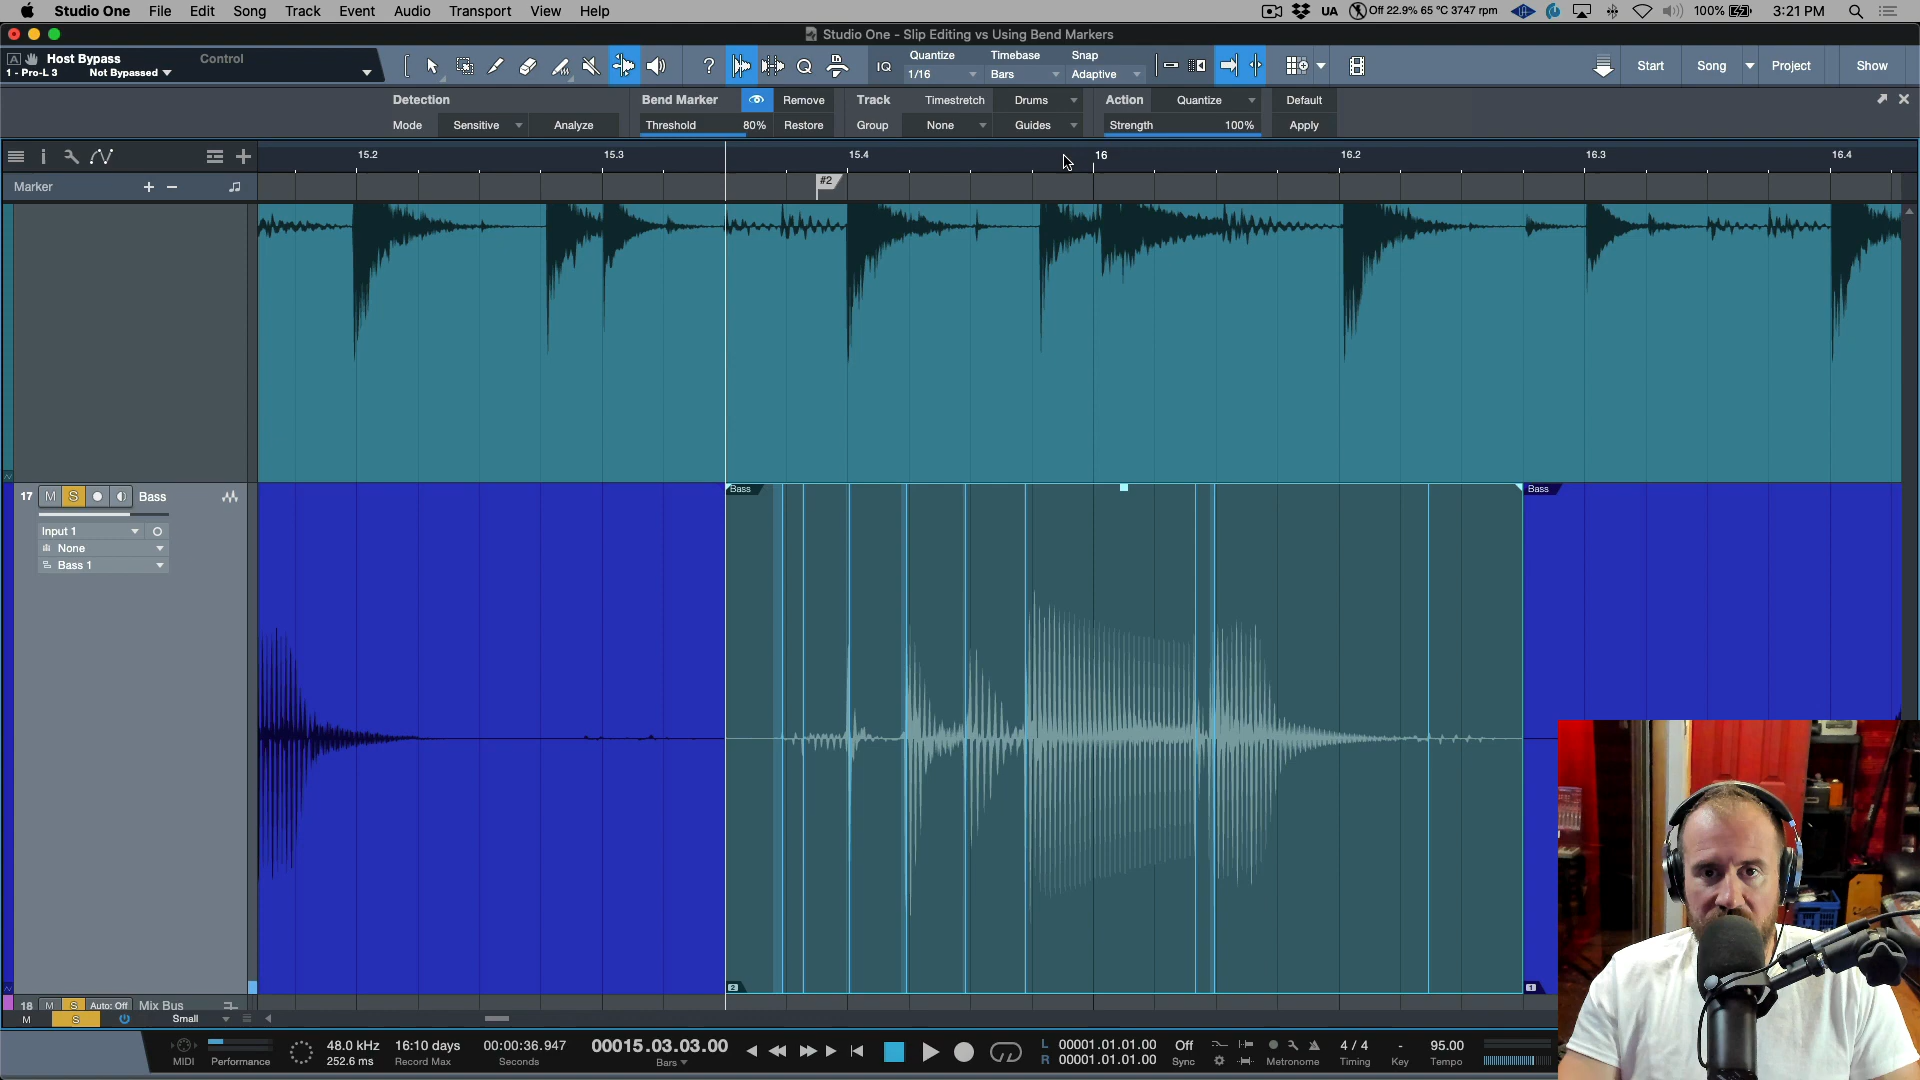 Studio One File Edit Song Track Event Audio Transport View Help
UA Off 22.9% 65 °C 3747 rpm 100% 3:21 PM
Studio One - Slip Editing vs Using Bend Markers
A Host Bypass Control
1 - Pro-L 3 Not Bypassed
IQ
Quantize Timebase Snap
1/16 Bars Adaptive
Start Song Project Show
Detection Bend Marker Remove Track Timestretch Drums Action Quantize Default
Mode Sensitive Analyze Threshold 80% Restore Group None Guides Strength 100% Apply
15.2 15.3 15.4 16 16.2 16.3 16.4
Marker #2
17 M S Bass
Input 1
None
Bass 1
Bass Bass
2 1
18 M S Auto: Off Mix Bus
M S Small
MIDI Performance
48.0 kHz
252.6 ms
16:10 days
Record Max
00:00:36.947
Seconds
00015.03.03.00
Bars
L 00001.01.01.00
R 00001.01.01.00
Off
Sync
Metronome
4 / 4
Timing
-
Key
95.00
Tempo